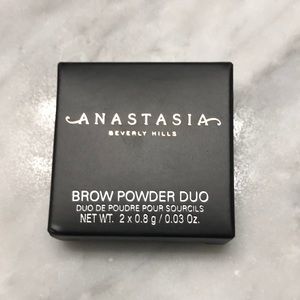 ANASTASIA
BEVERLY HILLS
BROW POWDER DUO
DUO DE POUDRE POUR SOURCILS
NET WT. 2 x 0.8 g / 0.03 Oz.